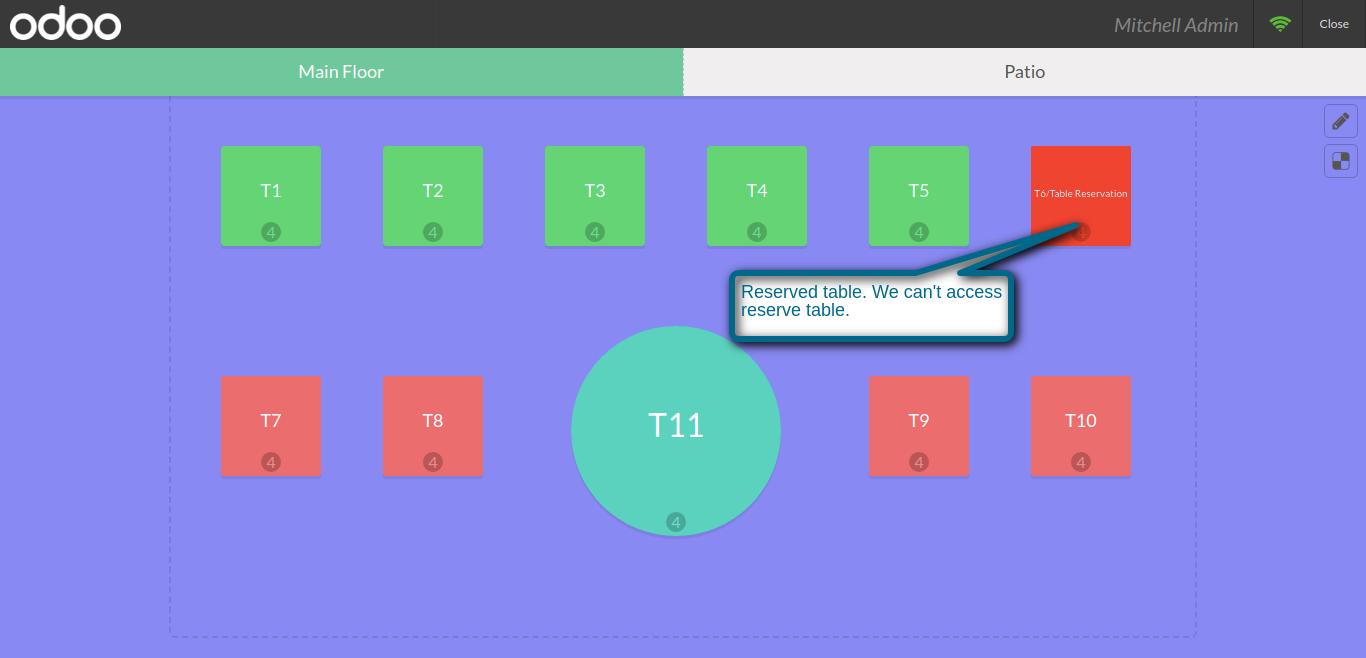 odoo
Mitchell Admin
Close
Main Floor
Patio
T1
T2
T3
T4
T5
T6/Table Reservation
4
4
4
4
4
4
Reserved table. We can't access
reserve table.
T7
T8
T11
T9
T10
4
4
4
4
4